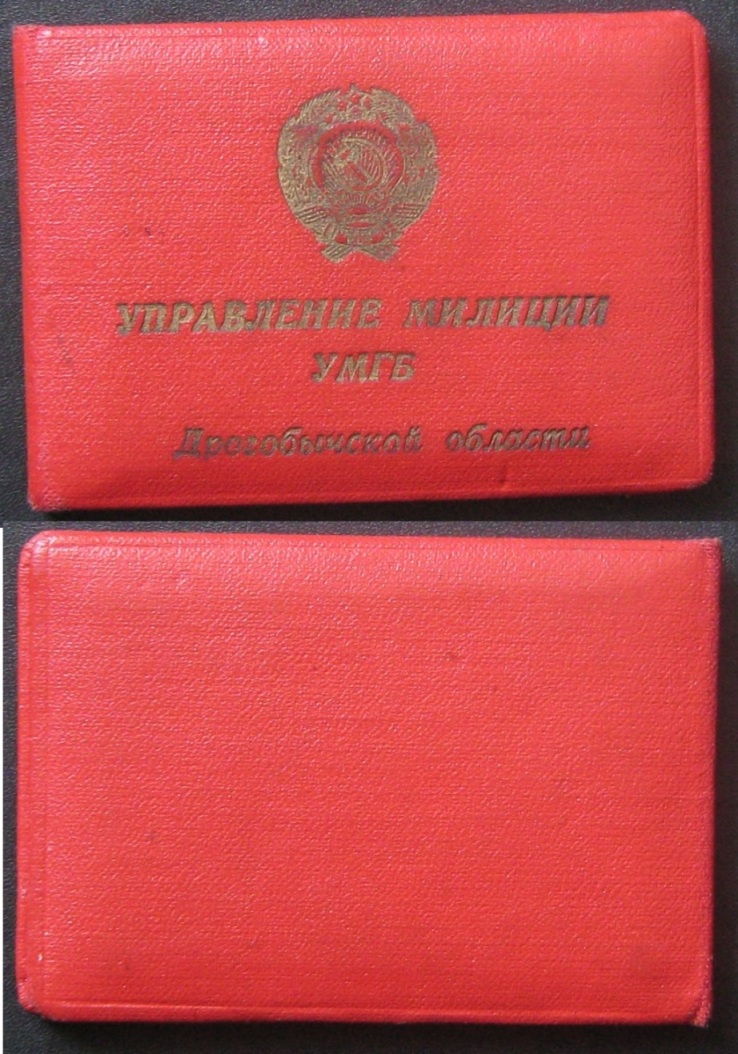 УПРАВЛЕНИЕ МИЛИЦИИ
УМГБ
Дрогобычской области